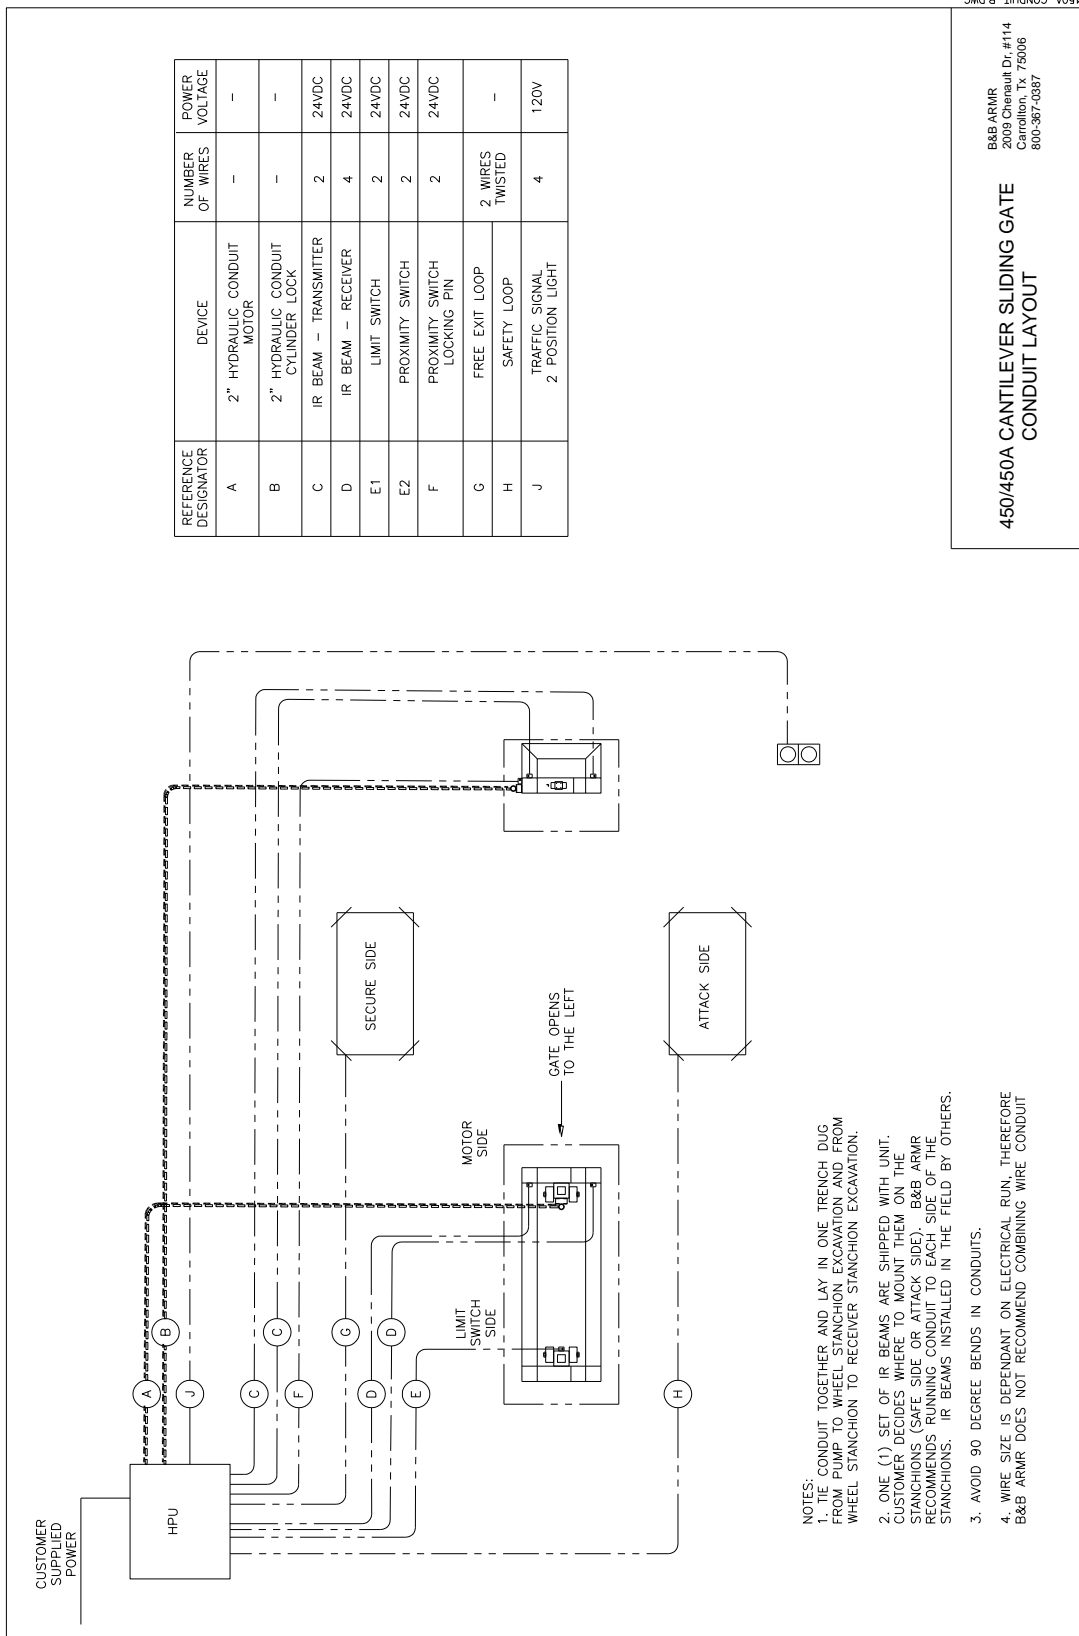 450A CONDUIT R.DWG
CUSTOMER
SUPPLIED
POWER
HPU
A
B
J
C
C
F
G
D
D
E
H
LIMIT
SWITCH
SIDE
MOTOR
SIDE
GATE OPENS
TO THE LEFT
SECURE SIDE
ATTACK SIDE
REFERENCE
DESIGNATOR
DEVICE
NUMBER
OF WIRES
POWER
VOLTAGE
A
2" HYDRAULIC CONDUIT
MOTOR
–
–
B
2" HYDRAULIC CONDUIT
CYLINDER LOCK
–
–
C
IR BEAM – TRANSMITTER
2
24VDC
D
IR BEAM – RECEIVER
4
24VDC
E1
LIMIT SWITCH
2
24VDC
E2
PROXIMITY SWITCH
2
24VDC
F
PROXIMITY SWITCH
LOCKING PIN
2
24VDC
G
FREE EXIT LOOP
2 WIRES
TWISTED
–
H
SAFETY LOOP
J
TRAFFIC SIGNAL
2 POSITION LIGHT
4
120V
NOTES:
1. TIE CONDUIT TOGETHER AND LAY IN ONE TRENCH DUG
FROM PUMP TO WHEEL STANCHION EXCAVATION AND FROM
WHEEL STANCHION TO RECEIVER STANCHION EXCAVATION.
2. ONE (1) SET OF IR BEAMS ARE SHIPPED WITH UNIT.
CUSTOMER DECIDES WHERE TO MOUNT THEM ON THE
STANCHIONS (SAFE SIDE OR ATTACK SIDE). B&B ARMR
RECOMMENDS RUNNING CONDUIT TO EACH SIDE OF THE
STANCHIONS. IR BEAMS INSTALLED IN THE FIELD BY OTHERS.
3. AVOID 90 DEGREE BENDS IN CONDUITS.
4. WIRE SIZE IS DEPENDANT ON ELECTRICAL RUN, THEREFORE
B&B ARMR DOES NOT RECOMMEND COMBINING WIRE CONDUIT
450/450A CANTILEVER SLIDING GATE
CONDUIT LAYOUT
B&B ARMR
2009 Chenault Dr, #114
Carrollton, Tx 75006
800-367-0387